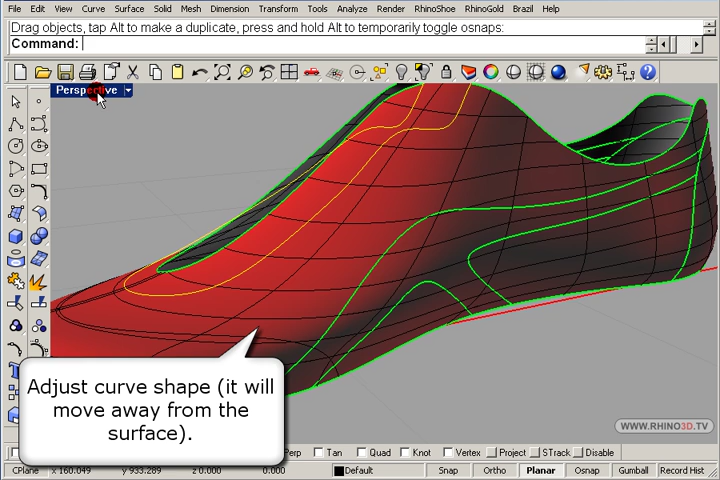 File Edit View Curve Surface Solid Mesh Dimension Transform Tools Analyze Render RhinoShoe RhinoGold Brazil Help
Drag objects, tap Alt to make a duplicate, press and hold Alt to temporarily toggle osnaps:
Command:
Perspective
Adjust curve shape (it will
move away from the
surface).
WWW.RHINO3D.TV
Perp Tan Quad Knot Vertex Project STrack Disable
CPlane x 160.049 y 933.289 z 0.000 0.000 Default Snap Ortho Planar Osnap Gumball Record Hist